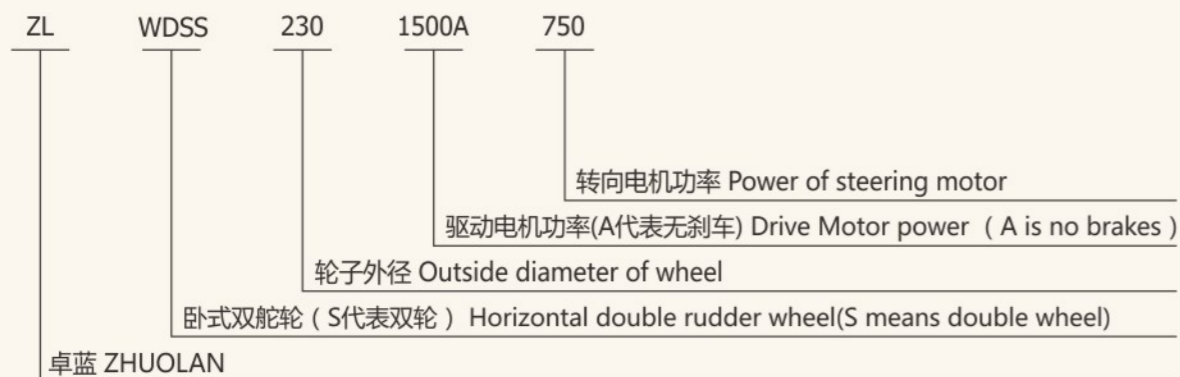 ZL WDSS 230 1500A 750
转向电机功率 Power of steering motor
驱动电机功率(A代表无刹车) Drive Motor power （ A is no brakes ）
轮子外径 Outside diameter of wheel
卧式双舵轮（ S代表双轮 ） Horizontal double rudder wheel(S means double wheel)
卓蓝 ZHUOLAN